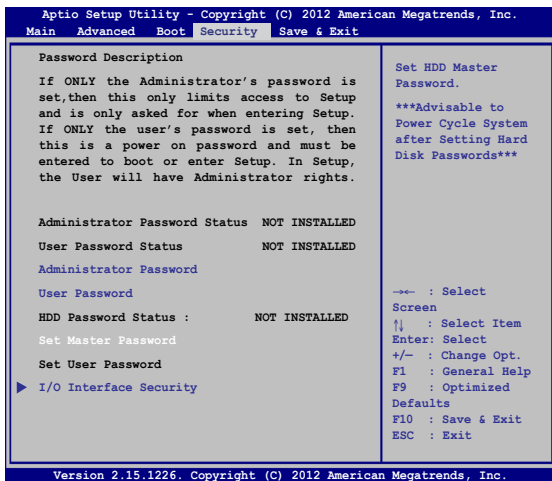 Aptio Setup Utility - Copyright (C) 2012 American Megatrends, Inc.
Main Advanced Boot Security Save & Exit
Password Description
If ONLY the Administrator's password is
set,then this only limits access to Setup
and is only asked for when entering Setup.
If ONLY the user's password is set, then
this is a power on password and must be
entered to boot or enter Setup. In Setup,
the User will have Administrator rights.
Administrator Password Status NOT INSTALLED
User Password Status NOT INSTALLED
Administrator Password
User Password
HDD Password Status : NOT INSTALLED
Set Master Password
Set User Password
I/O Interface Security
Set HDD Master
Password.
***Advisable to
Power Cycle System
after Setting Hard
Disk Passwords***
→← : Select
Screen
↑↓ : Select Item
Enter: Select
+/— : Change Opt.
F1 : General Help
F9 : Optimized
Defaults
F10 : Save & Exit
ESC : Exit
Version 2.15.1226. Copyright (C) 2012 American Megatrends, Inc.